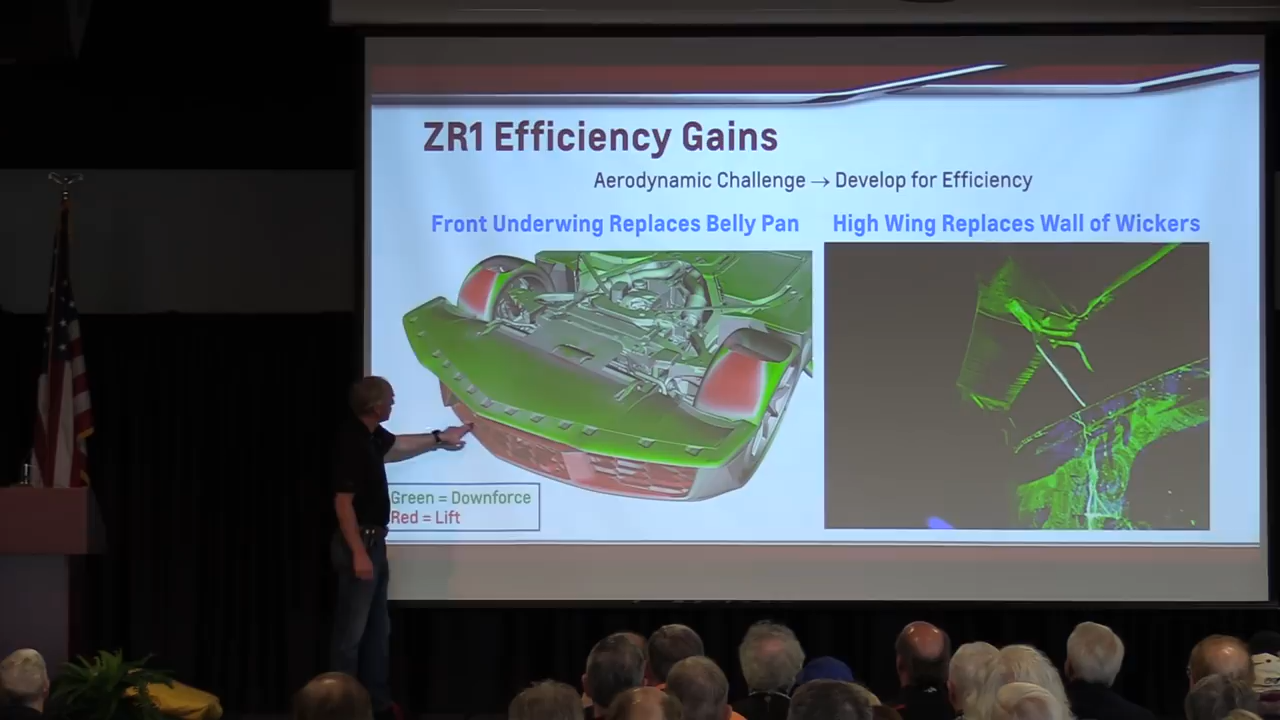 ZR1 Efficiency Gains
Aerodynamic Challenge → Develop for Efficiency
Front Underwing Replaces Belly Pan
High Wing Replaces Wall of Wickers
Green = Downforce
Red = Lift